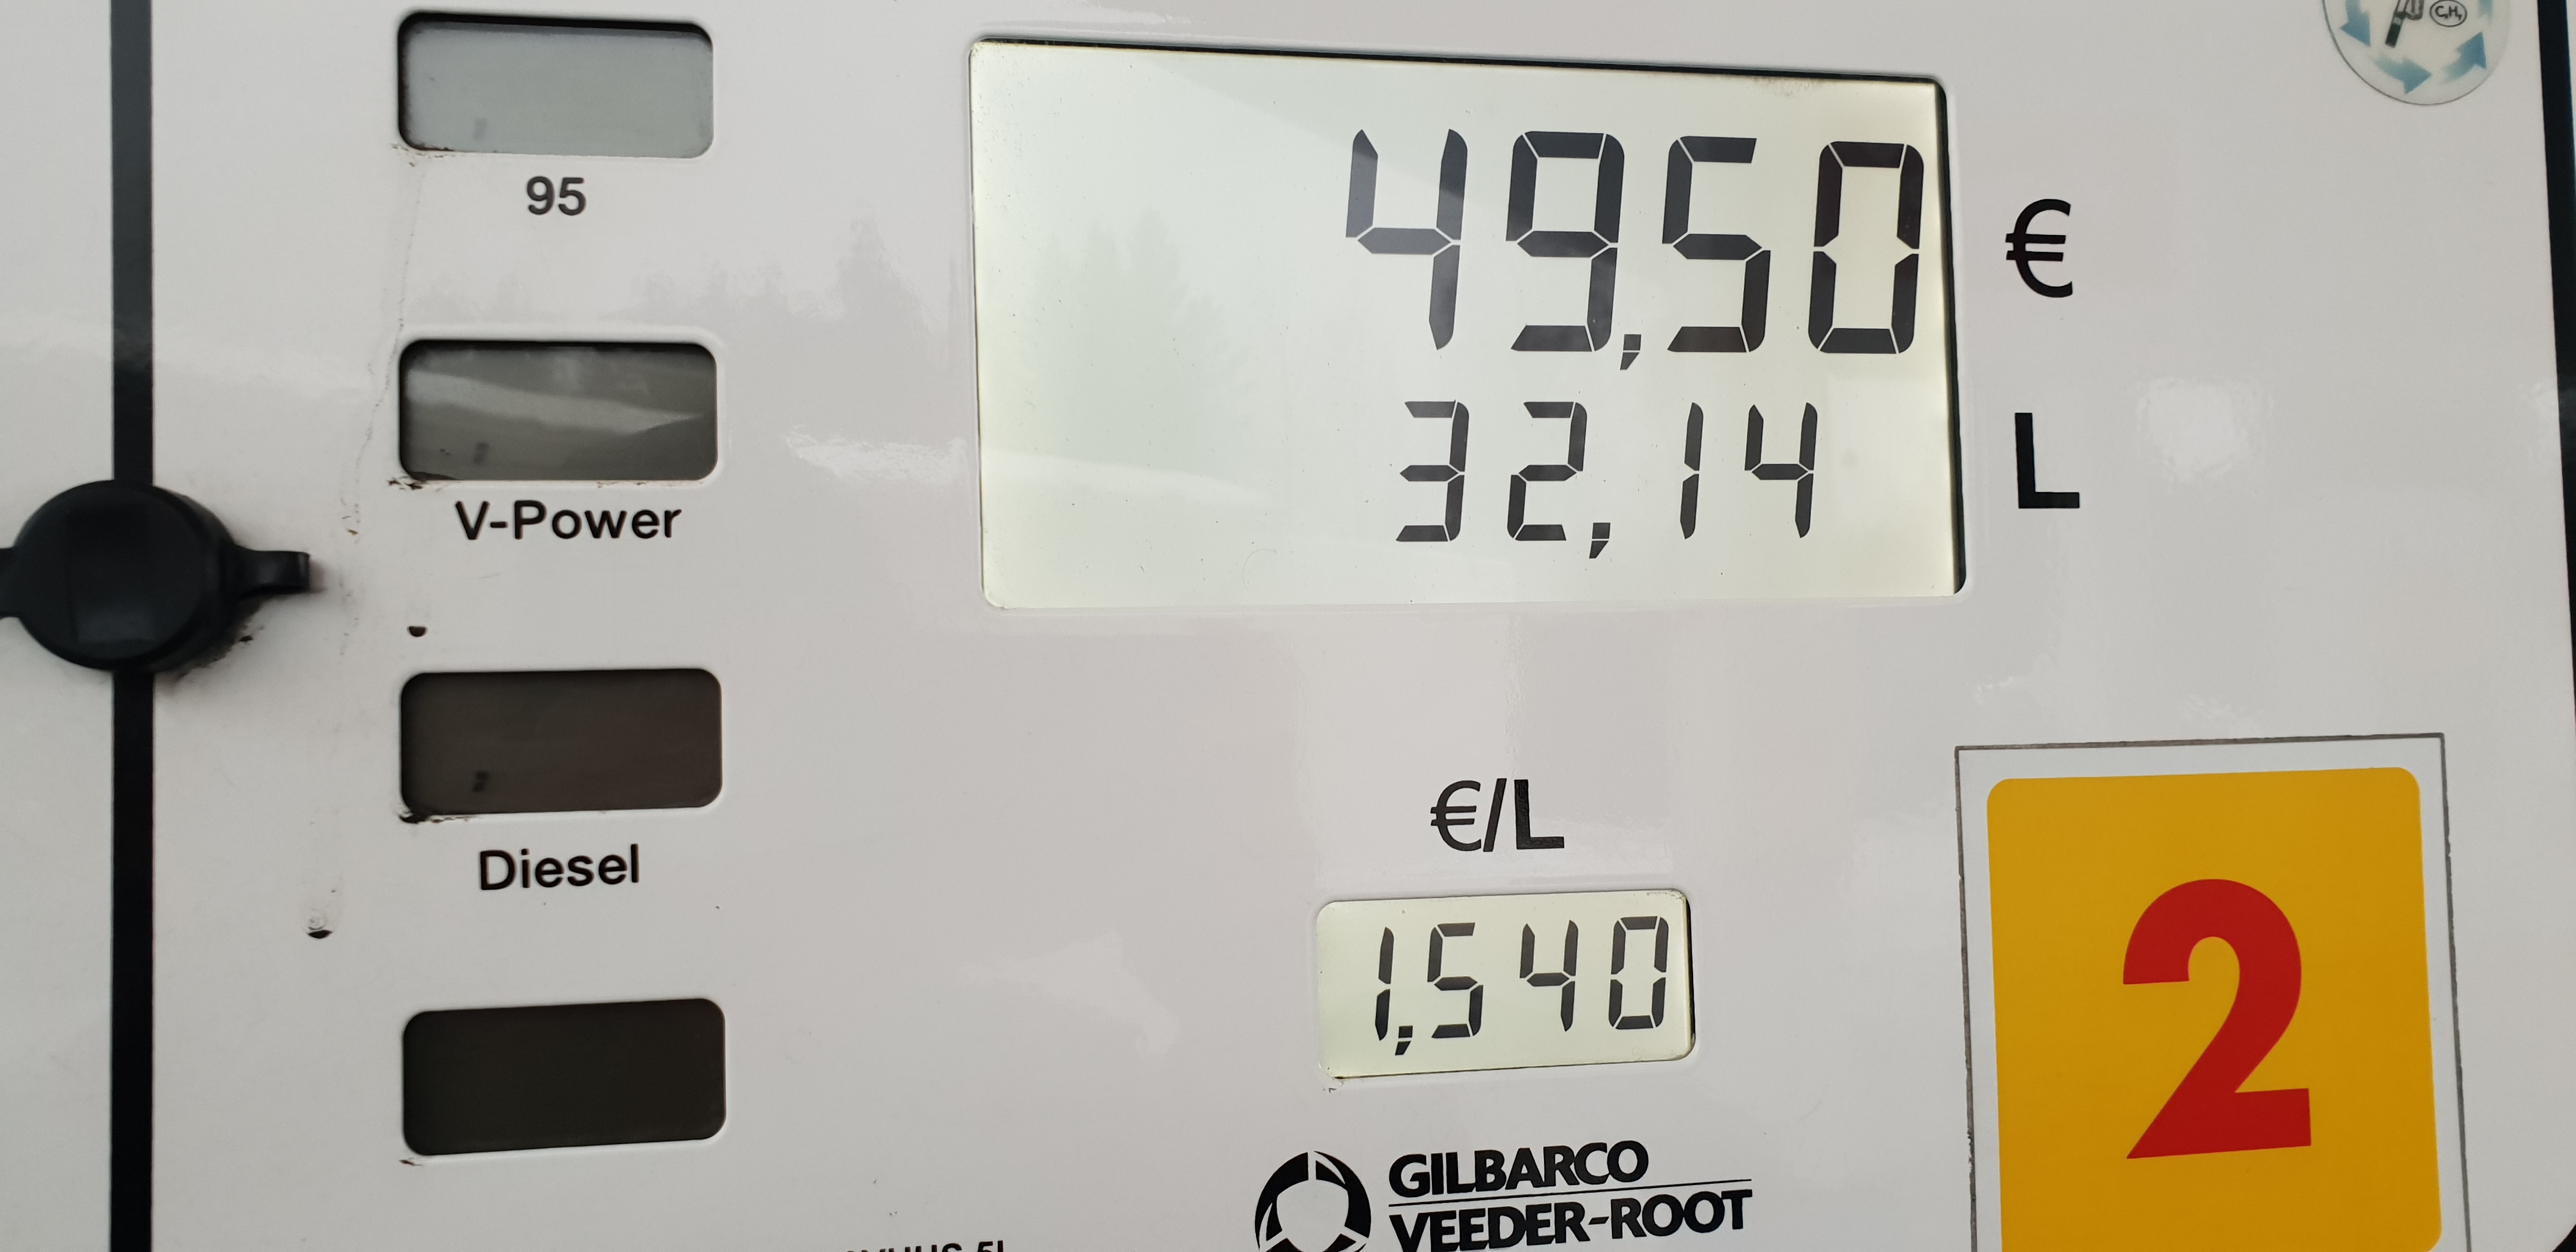 95
V-Power
Diesel
49,50 €
32,14 L
€/L
1,540
2
GILBARCO
VEEDER-ROOT